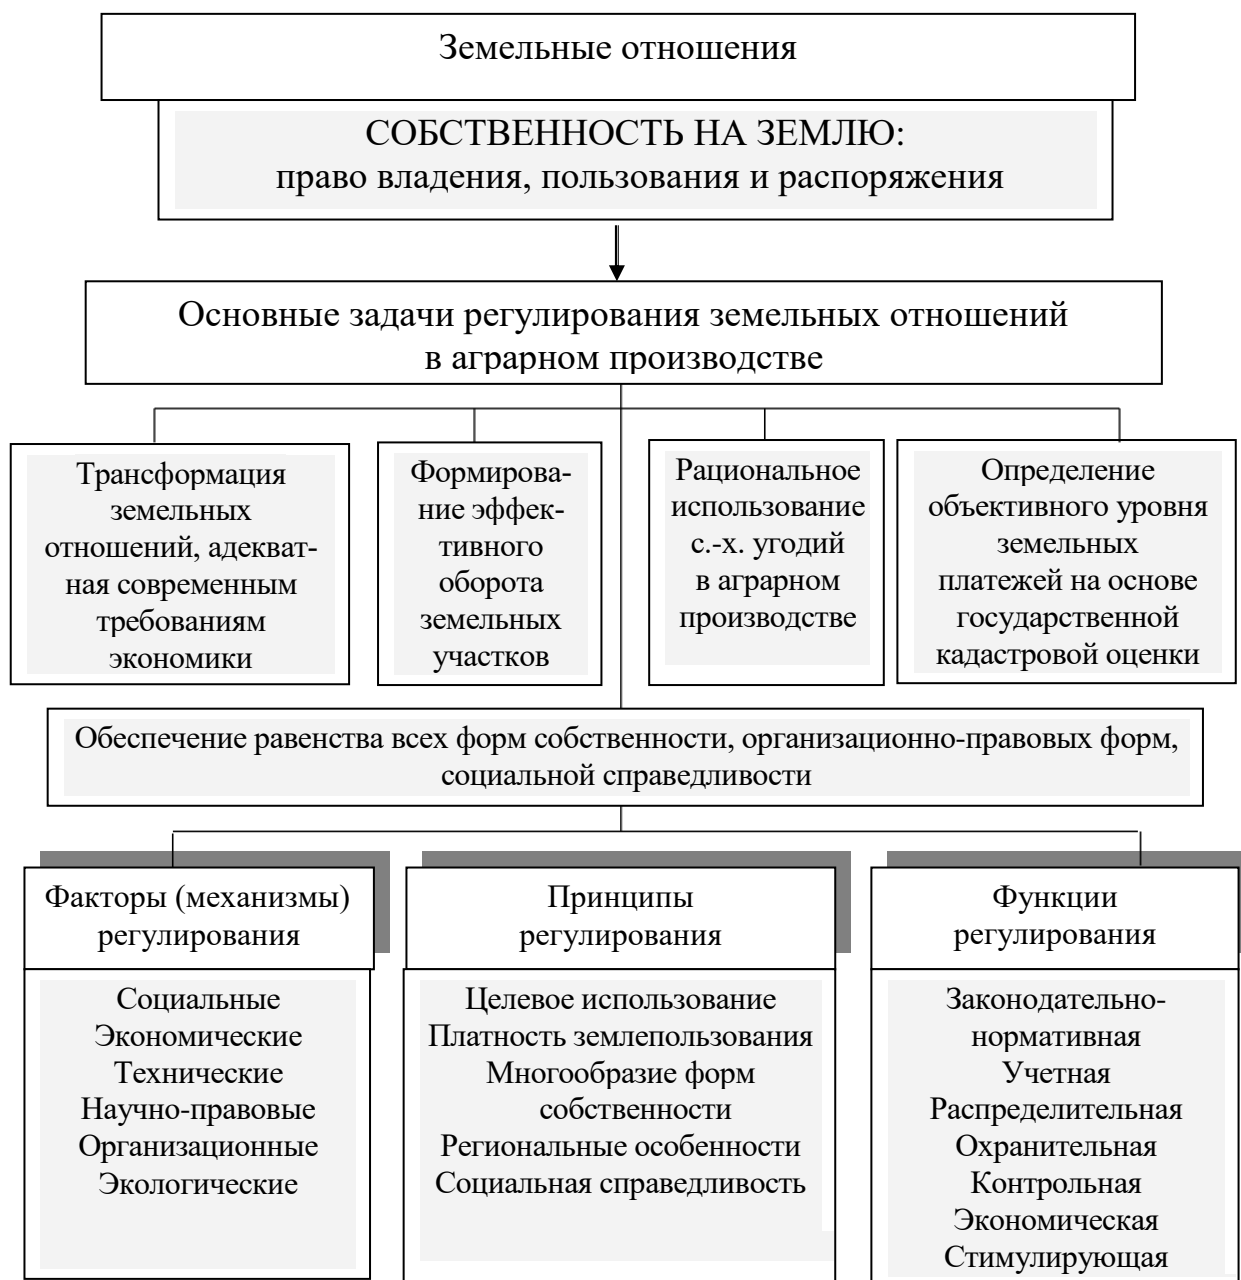 Земельные отношения
СОБСТВЕННОСТЬ НА ЗЕМЛЮ:
право владения, пользования и распоряжения
Основные задачи регулирования земельных отношений
в аграрном производстве
Трансформация
земельных
отношений, адекват-
ная современным
требованиям
экономики
Формирова-
ние эффек-
тивного
оборота
земельных
участков
Рациональное
использование
с.-х. угодий
в аграрном
производстве
Определение
объективного уровня
земельных
платежей на основе
государственной
кадастровой оценки
Обеспечение равенства всех форм собственности, организационно-правовых форм,
социальной справедливости
Факторы (механизмы)
регулирования
Социальные
Экономические
Технические
Научно-правовые
Организационные
Экологические
Принципы
регулирования
Целевое использование
Платность землепользования
Многообразие форм
собственности
Региональные особенности
Социальная справедливость
Функции
регулирования
Законодательно-
нормативная
Учетная
Распределительная
Охранительная
Контрольная
Экономическая
Стимулирующая